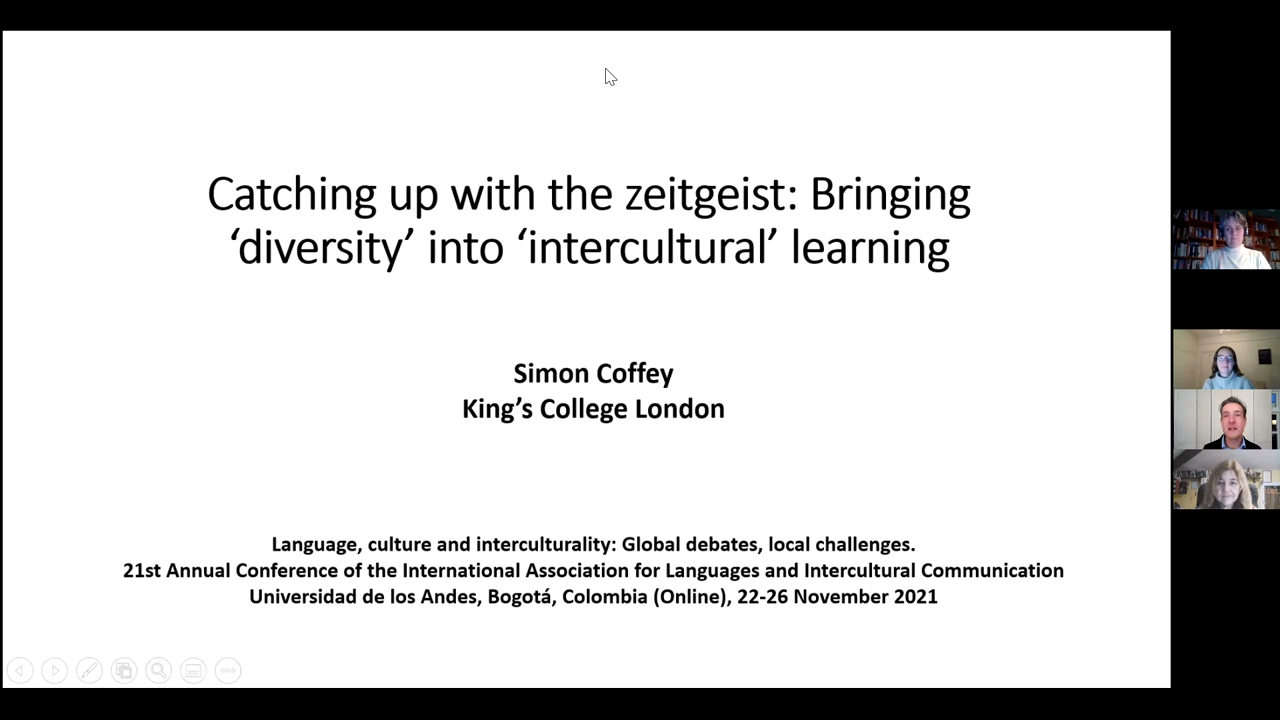 Catching up with the zeitgeist: Bringing
‘diversity’ into ‘intercultural’ learning
Simon Coffey
King’s College London
Language, culture and interculturality: Global debates, local challenges.
21st Annual Conference of the International Association for Languages and Intercultural Communication
Universidad de los Andes, Bogotá, Colombia (Online), 22-26 November 2021